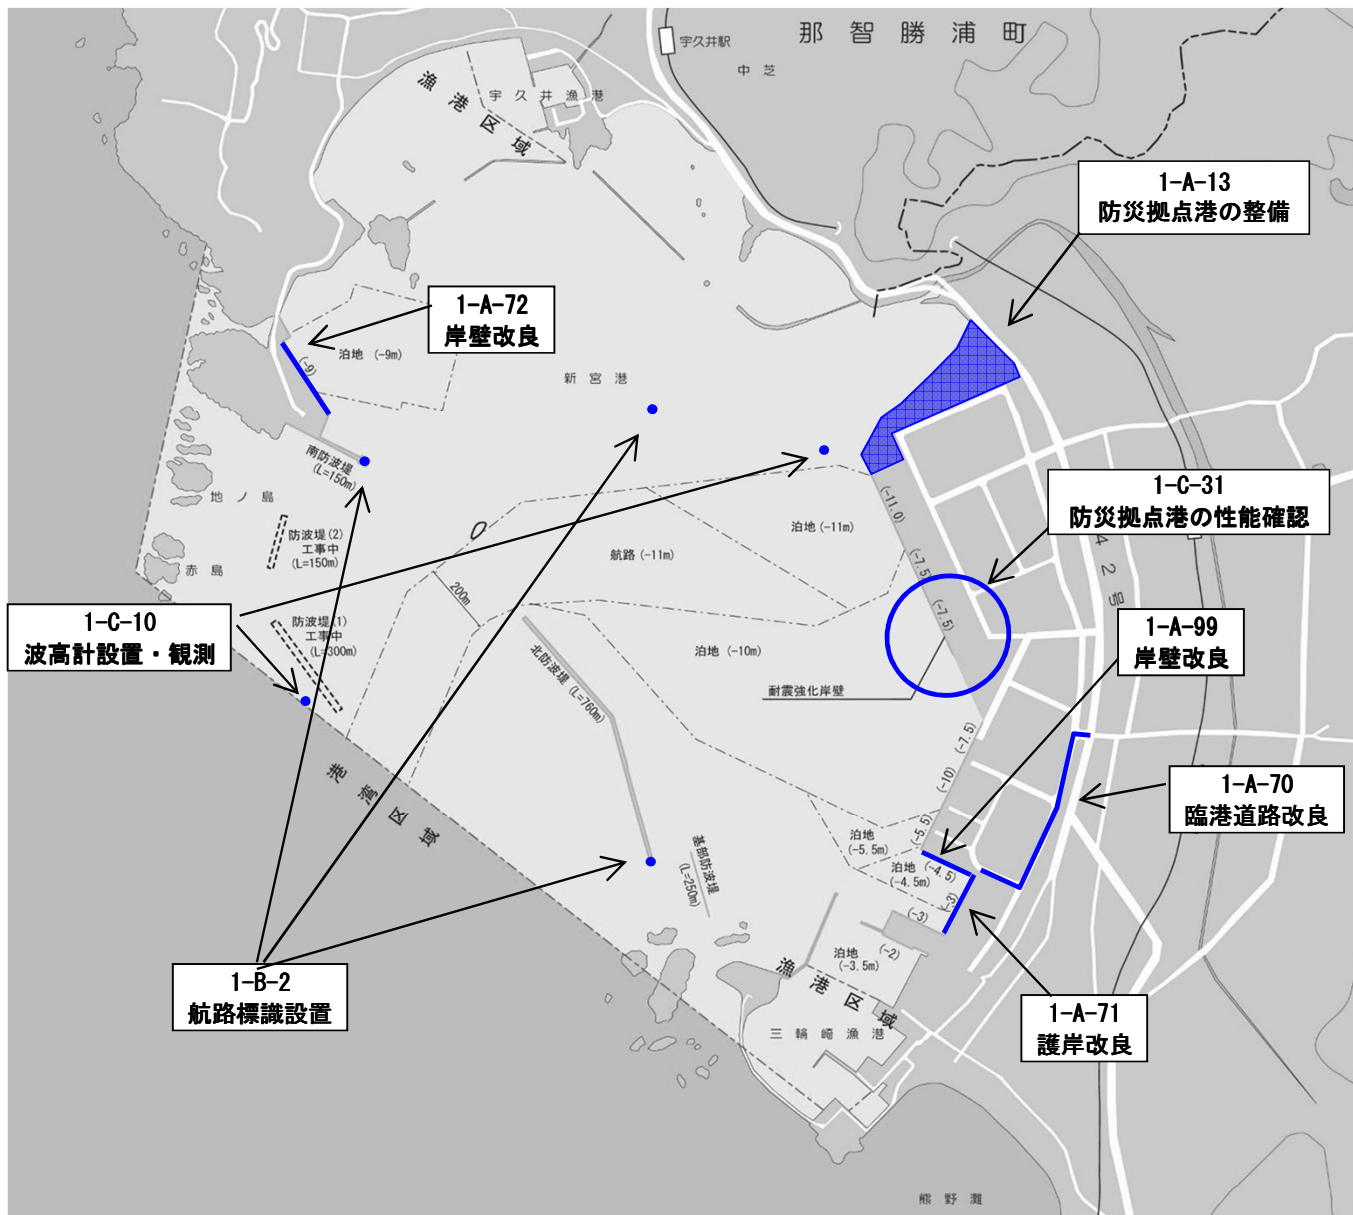 那智勝浦町
宇久井駅
中芝
宇久井漁港
漁港区域
1-A-13
防災拠点港の整備
1-A-72
岸壁改良
泊地 (-9m)
(-9)
新宮港
南防波堤
(L=150m)
地ノ島
防波堤(2)
工事中
(L=150m)
赤島
(-11.0)
泊地(-11m)
航路(-11m)
1-C-31
防災拠点港の性能確認
42号
(-7.5)
(-7.5)
200m
1-C-10
波高計設置・観測
防波堤(1)
工事中
(L=300m)
1-A-99
岸壁改良
泊地(-10m)
北防波堤 (L=760m)
耐震強化岸壁
(-7.5)
(-10)
港湾区域
1-A-70
臨港道路改良
(-5.5)
泊地
(-5.5m)
泊地
(-4.5m)
(-4.5)
基部防波堤
(L=250m)
(-3)
(-3)
泊地
(-3.5m)
(-2)
漁港区域
1-B-2
航路標識設置
1-A-71
護岸改良
三輪崎漁港
熊野灘